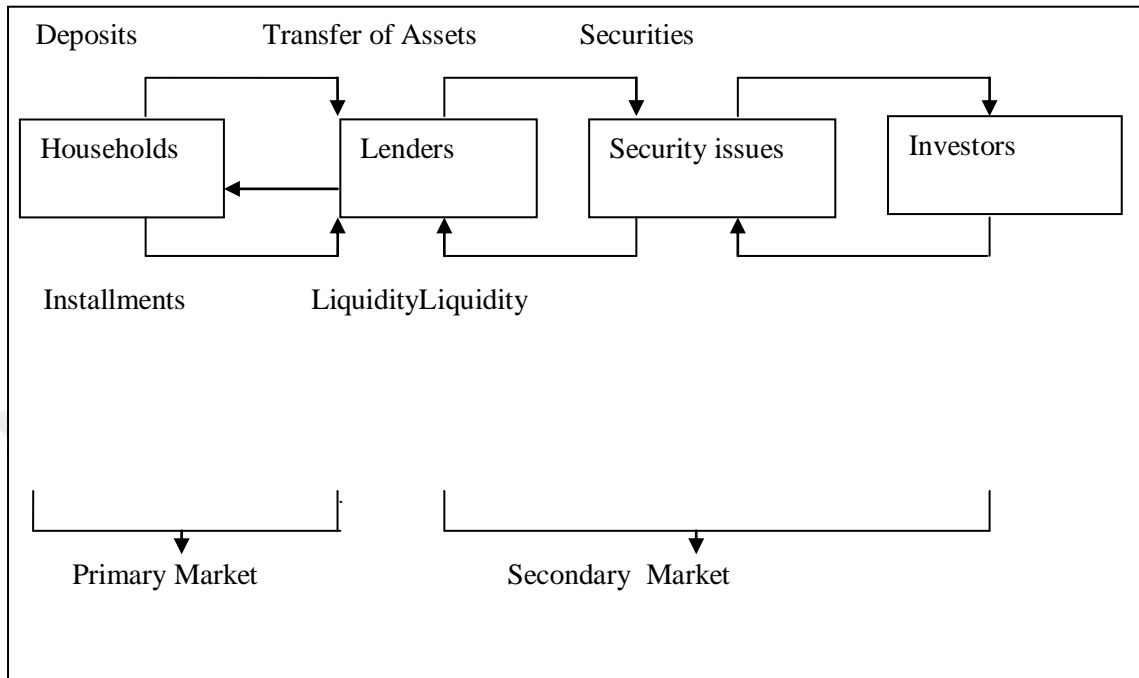 Deposits Transfer of Assets Securities
Households Lenders Security issues Investors
Installments LiquidityLiquidity
Primary Market Secondary Market